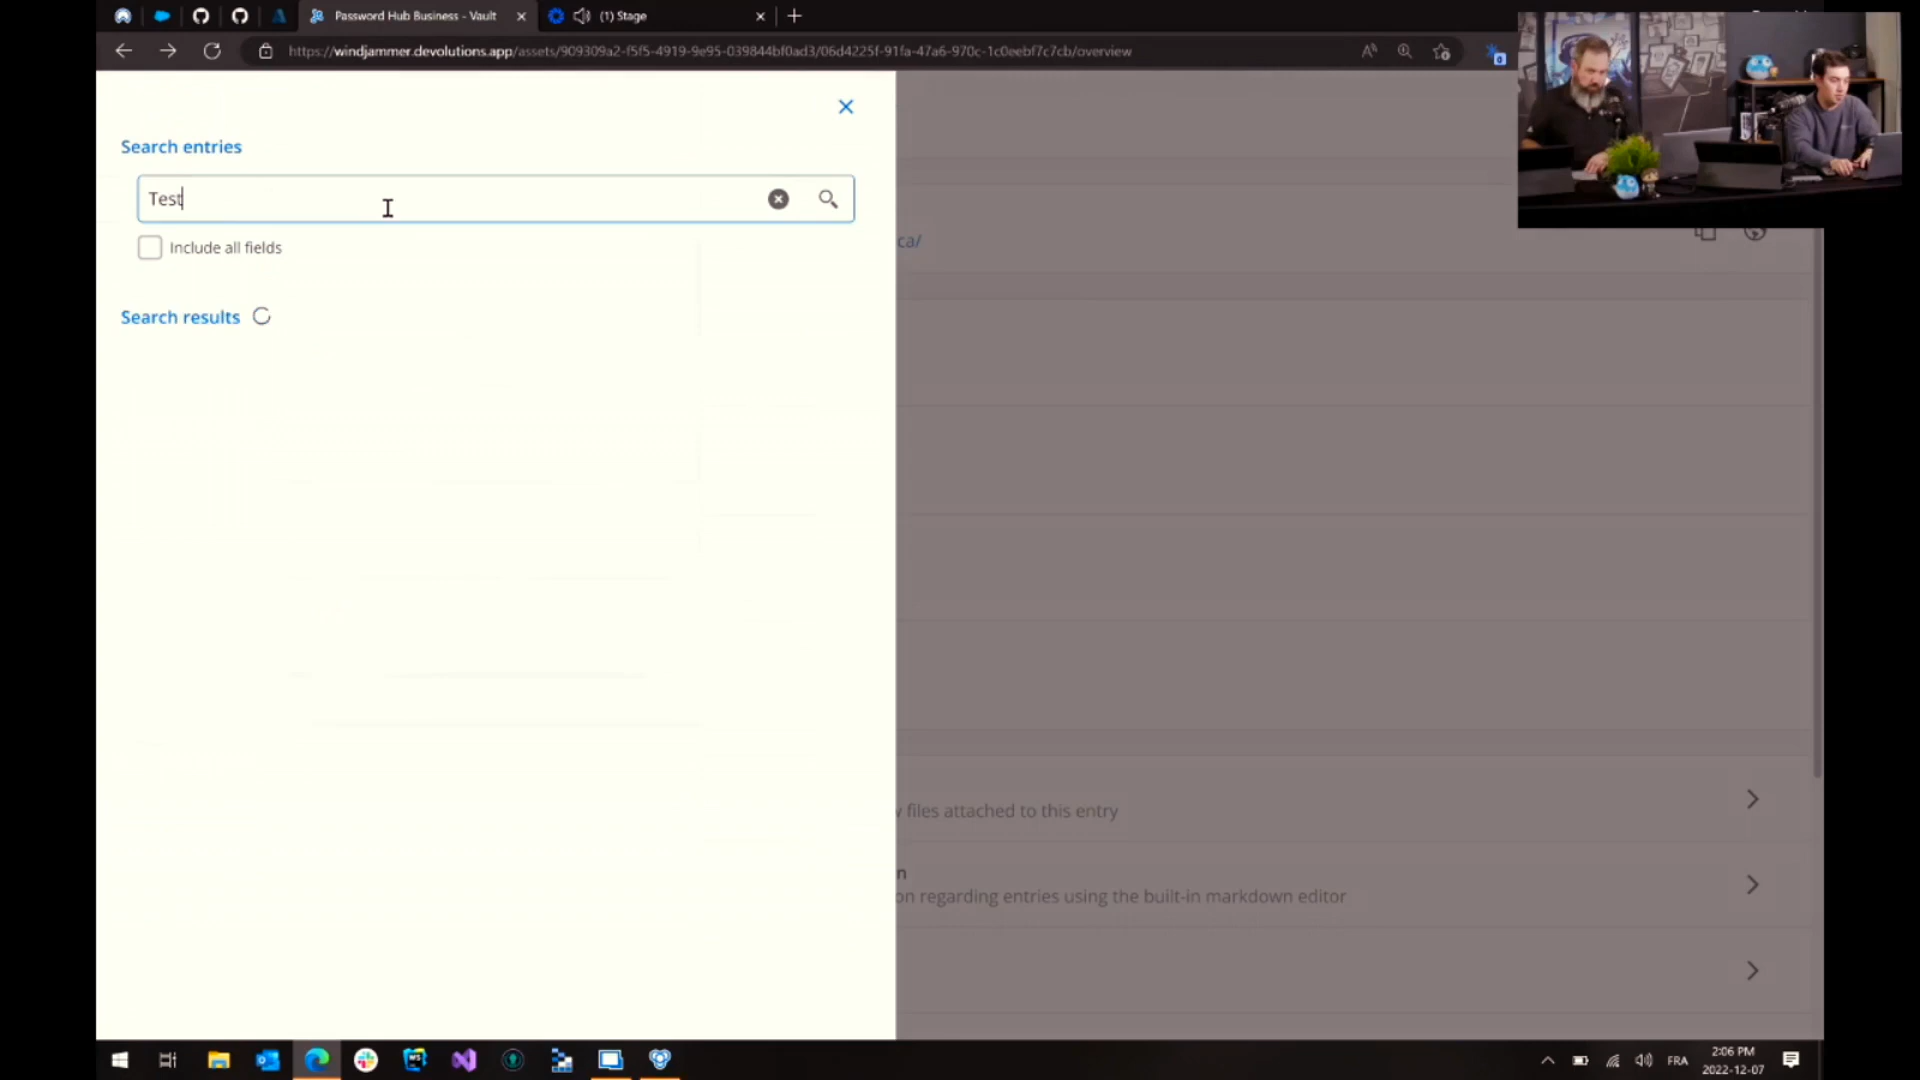 Password Hub Business - Vault
(1) Stage
https://windjammer.devolutions.app/assets/909309a2-f5f5-4919-9e95-039844bf0ad3/06d4225f-91fa-47a6-970c-1c0eebf7c7cb/overview
Search entries
Test
Include all fields
Search results
ca/
files attached to this entry
n
on regarding entries using the built-in markdown editor
FRA
2:06 PM
2022-12-07